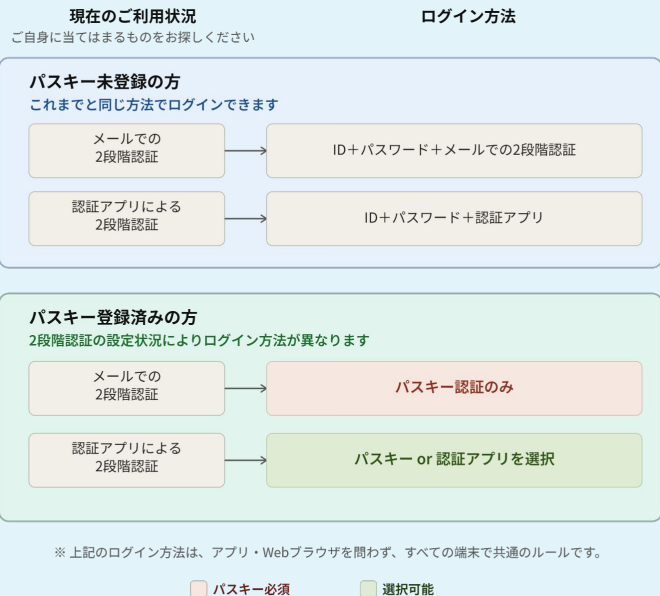 現在のご利用状況
ログイン方法
ご自身に当てはまるものをお探しください
パスキー未登録の方
これまでと同じ方法でログインできます
メールでの
2段階認証
ID＋パスワード＋メールでの2段階認証
認証アプリによる
2段階認証
ID＋パスワード＋認証アプリ
パスキー登録済みの方
2段階認証の設定状況によりログイン方法が異なります
メールでの
2段階認証
パスキー認証のみ
認証アプリによる
2段階認証
パスキー or 認証アプリを選択
※ 上記のログイン方法は、アプリ・Webブラウザを問わず、すべての端末で共通のルールです。
パスキー必須
選択可能